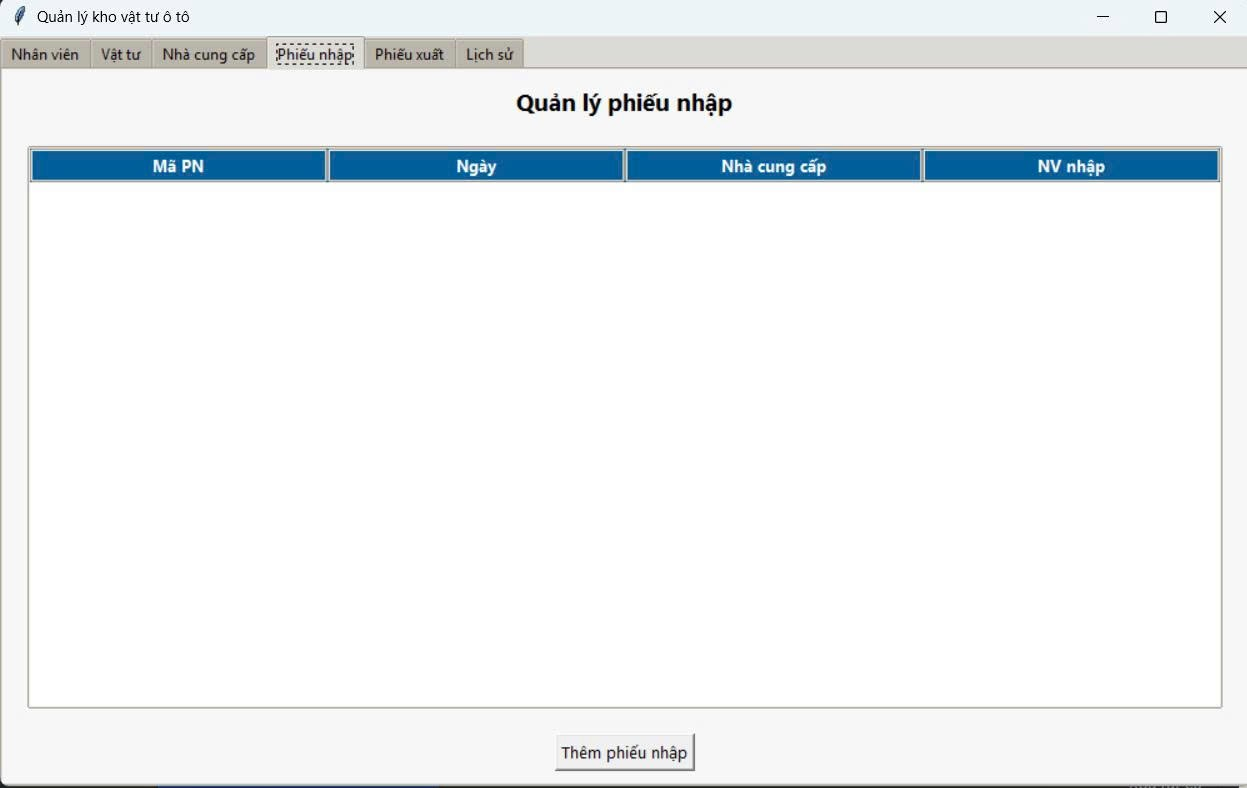 Quản lý kho vật tư ô tô
Nhân viên Vật tư Nhà cung cấp Phiếu nhập Phiếu xuất Lịch sử
Quản lý phiếu nhập
Mã PN Ngày Nhà cung cấp NV nhập
Thêm phiếu nhập